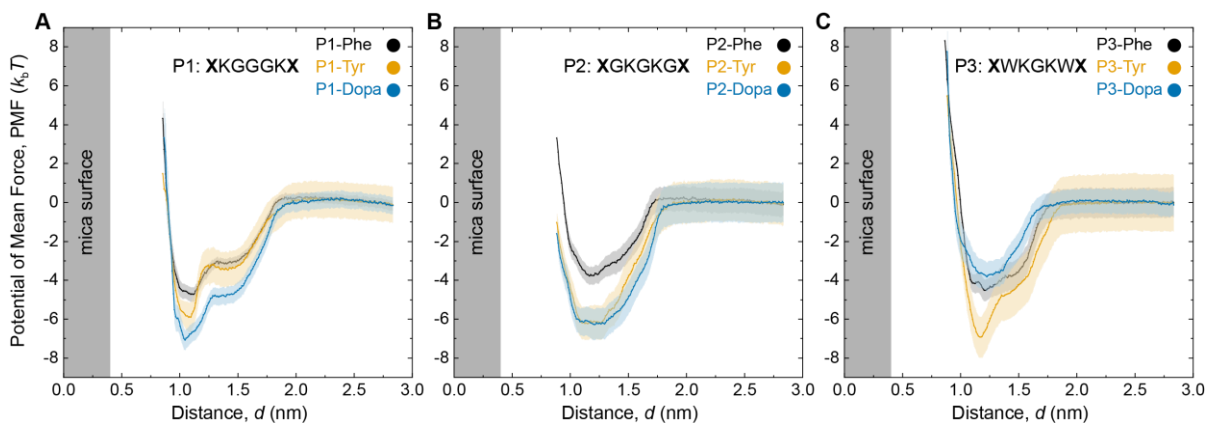 A
P1-Phe
P1: XKGGGKX
P1-Tyr
P1-Dopa
mica surface
Potential of Mean Force, PMF (kbT)
8
6
4
2
0
-2
-4
-6
-8
0.0 0.5 1.0 1.5 2.0 2.5 3.0
Distance, d (nm)
B
P2-Phe
P2: XGKGKGX
P2-Tyr
P2-Dopa
mica surface
8
6
4
2
0
-2
-4
-6
-8
0.0 0.5 1.0 1.5 2.0 2.5 3.0
Distance, d (nm)
C
P3-Phe
P3: XWKGKWX
P3-Tyr
P3-Dopa
mica surface
8
6
4
2
0
-2
-4
-6
-8
0.0 0.5 1.0 1.5 2.0 2.5 3.0
Distance, d (nm)